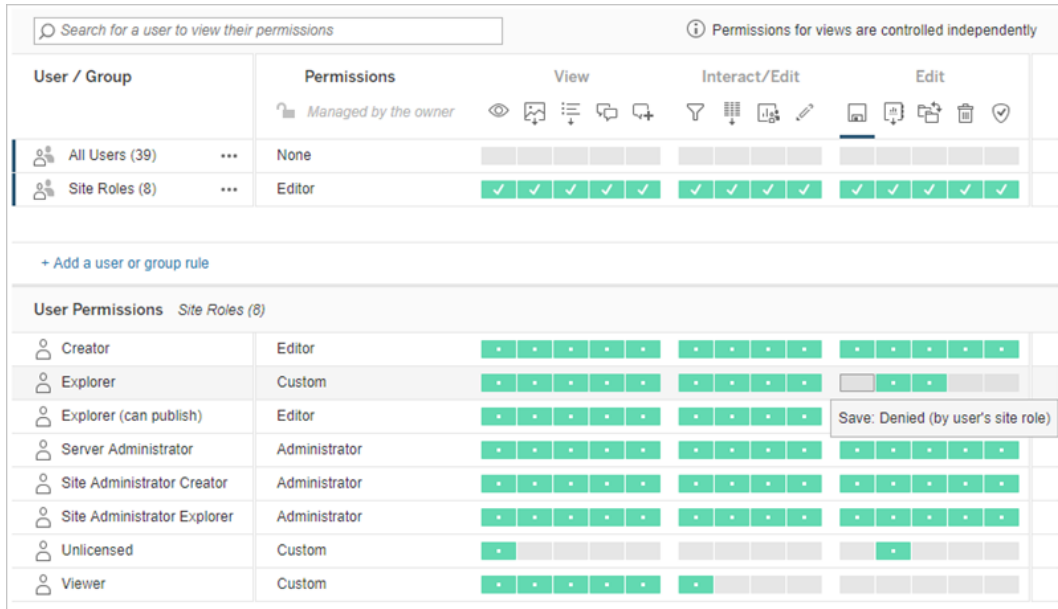 Search for a user to view their permissions
Permissions for views are controlled independently
User / Group Permissions View Interact/Edit Edit
Managed by the owner
All Users (39) ••• None
Site Roles (8) ••• Editor
+ Add a user or group rule
User Permissions Site Roles (8)
Creator Editor
Explorer Custom
Explorer (can publish) Editor
Save: Denied (by user's site role)
Server Administrator Administrator
Site Administrator Creator Administrator
Site Administrator Explorer Administrator
Unlicensed Custom
Viewer Custom